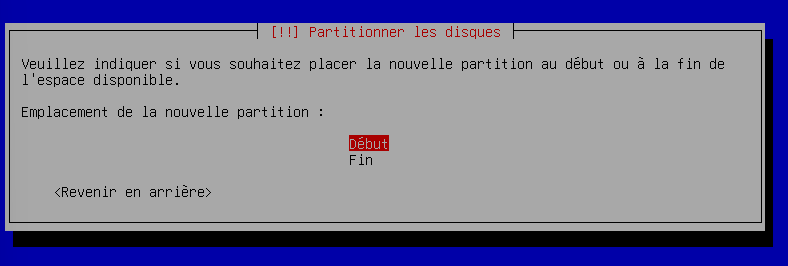 [!!] Partitionner les disques
Veuillez indiquer si vous souhaitez placer la nouvelle partition au début ou à la fin de
l'espace disponible.
Emplacement de la nouvelle partition :
Début
Fin
<Revenir en arrière>